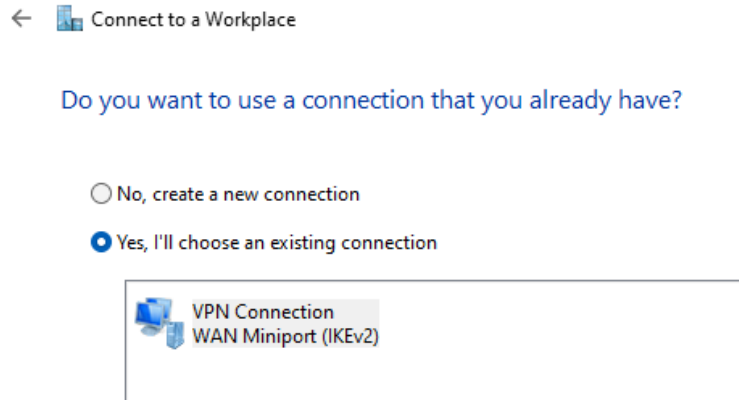 Connect to a Workplace
Do you want to use a connection that you already have?
No, create a new connection
Yes, I'll choose an existing connection
VPN Connection
WAN Miniport (IKEv2)